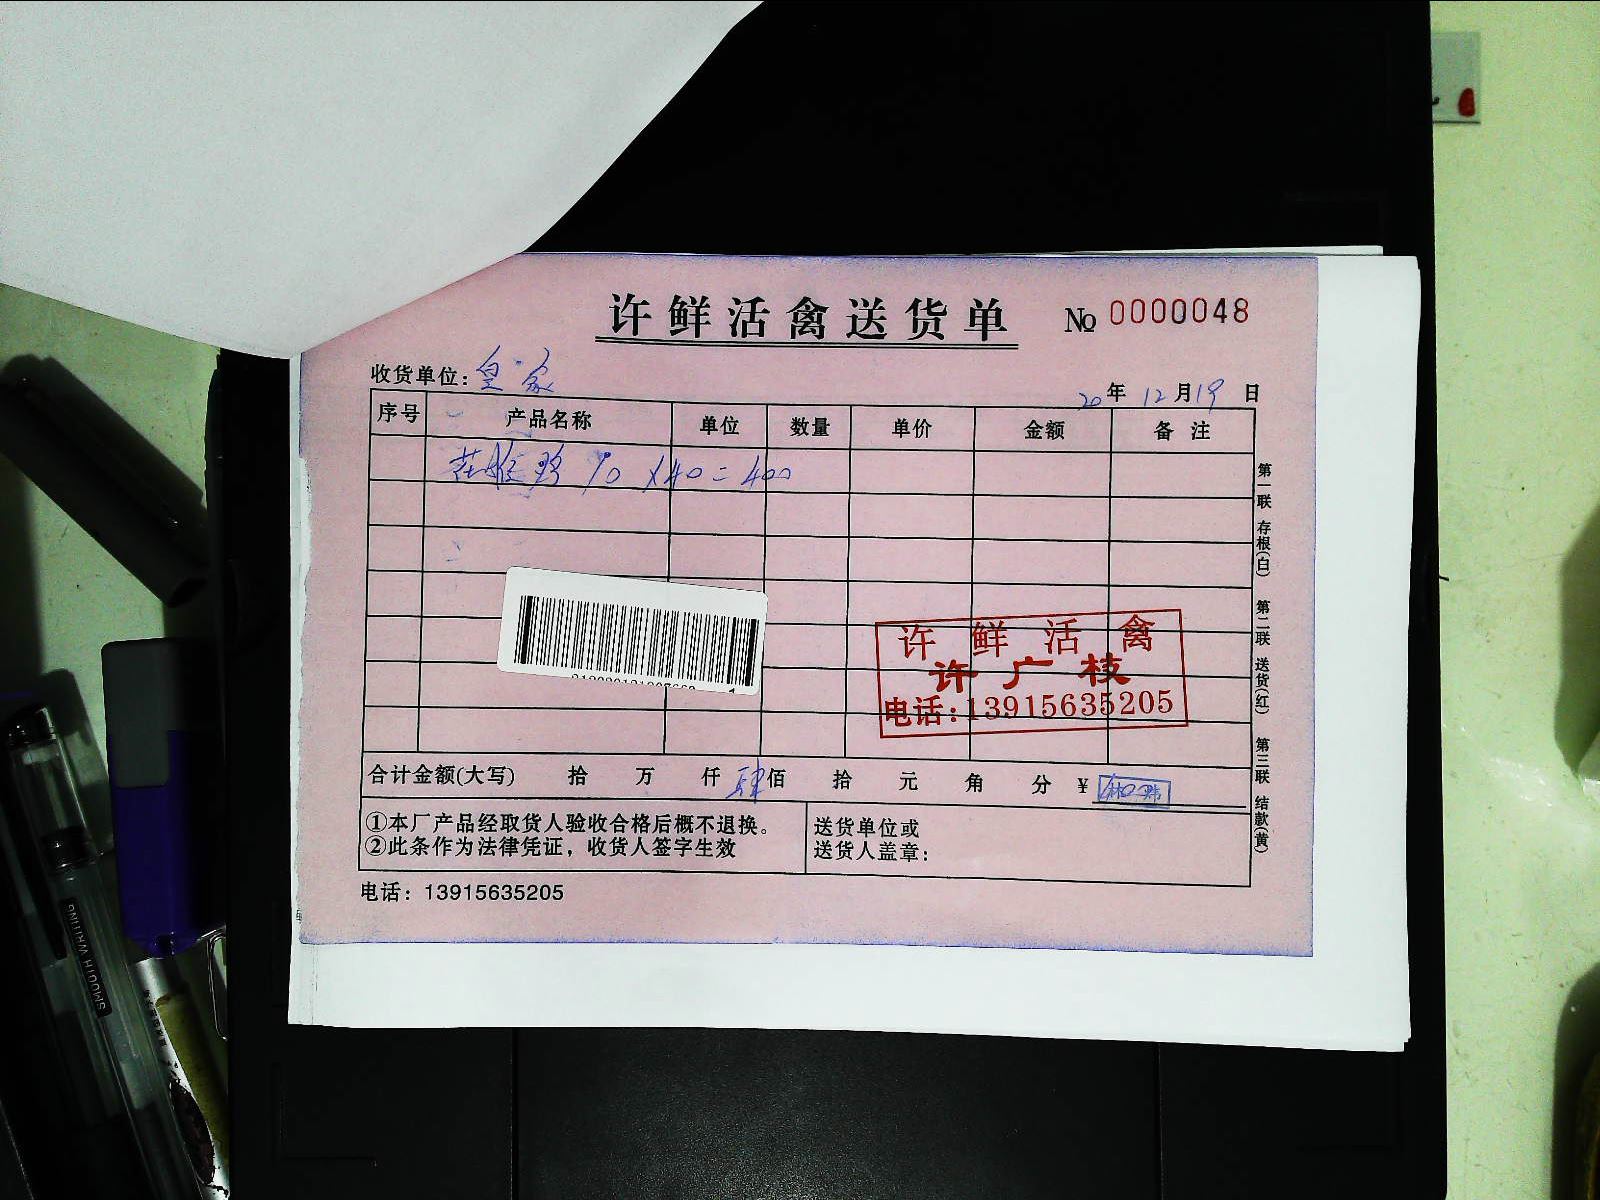 许鲜活禽送货单 № 0000048
收货单位：皇家
20年12月19日
序号 产品名称 单位 数量 单价 金额 备注
10×40=400
许鲜活禽
许广枝
电话:13915635205
合计金额(大写) 拾 万 仟 肆佰 拾 元 角 分 ¥
①本厂产品经取货人验收合格后概不退换。
②此条作为法律凭证，收货人签字生效
送货单位或
送货人盖章：
电话：13915635205
第一联 存根(白) 第二联 送货(红) 第三联 结款(黄)
SMOOTH WRITING